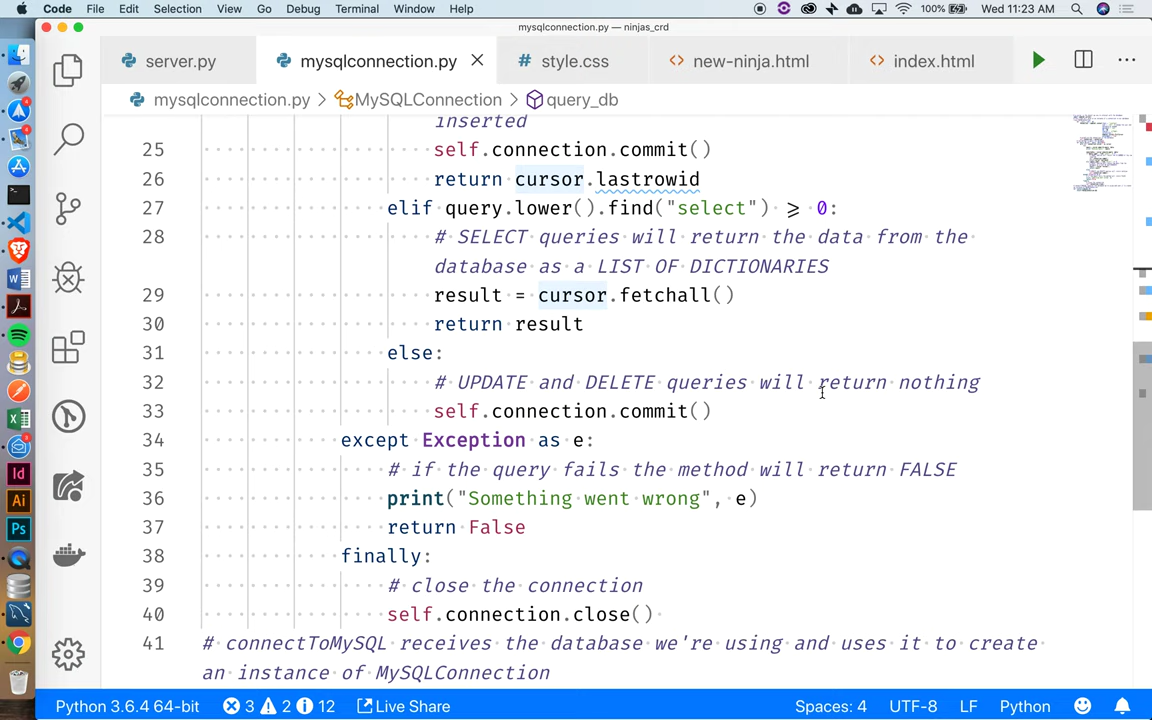 Code File Edit Selection View Go Debug Terminal Window Help 100% Wed 11:23 AM
mysqlconnection.py — ninjas_crd
server.py mysqlconnection.py style.css new-ninja.html index.html
mysqlconnection.py > MySQLConnection > query_db
inserted
25 self.connection.commit()
26 return cursor.lastrowid
27 elif query.lower().find("select") ⩾ 0:
28 # SELECT queries will return the data from the
database as a LIST OF DICTIONARIES
29 result = cursor.fetchall()
30 return result
31 else:
32 # UPDATE and DELETE queries will return nothing
33 self.connection.commit()
34 except Exception as e:
35 # if the query fails the method will return FALSE
36 print("Something went wrong", e)
37 return False
38 finally:
39 # close the connection
40 self.connection.close()
41 # connectToMySQL receives the database we're using and uses it to create
an instance of MySQLConnection
Python 3.6.4 64-bit 3 2 12 Live Share Spaces: 4 UTF-8 LF Python